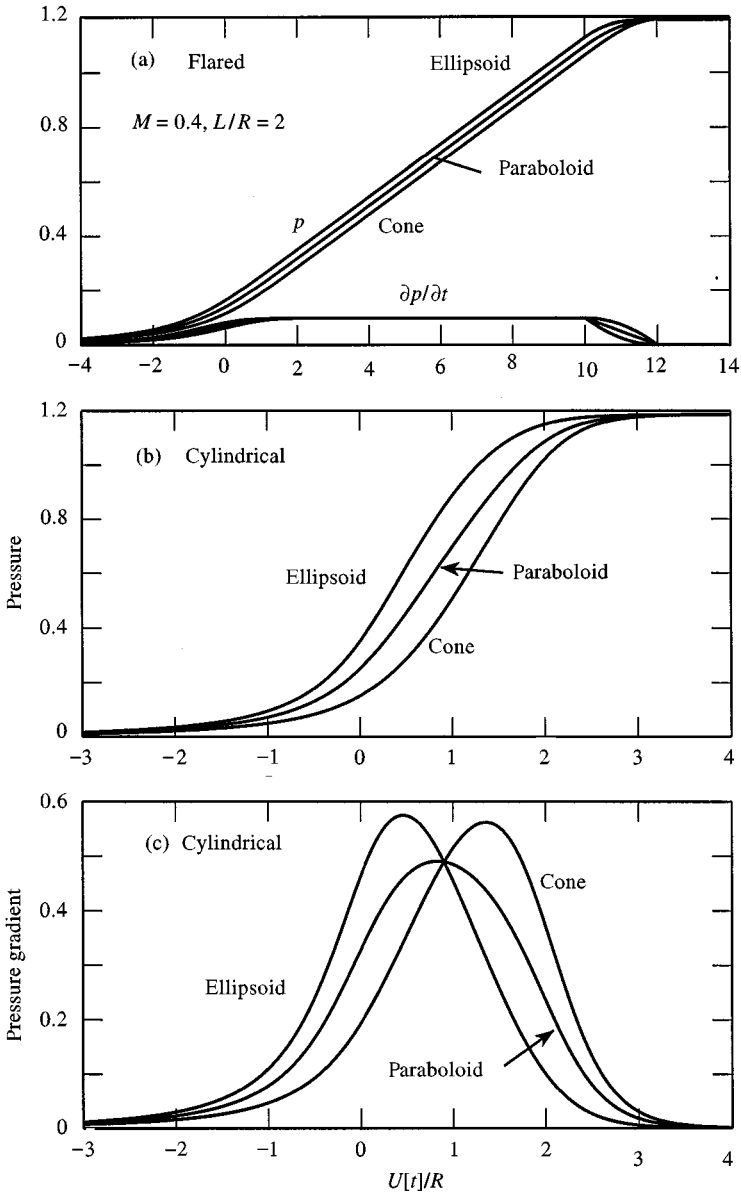 1.2
(a) Flared
Ellipsoid
M = 0.4, L/R = 2
0.8
Paraboloid
p
Cone
0.4
∂p/∂t
0
−4 −2 0 2 4 6 8 10 12 14
1.2
(b) Cylindrical
0.8
Ellipsoid
Paraboloid
Pressure
0.4
Cone
0
−3 −2 −1 0 1 2 3 4
0.6
(c) Cylindrical
Cone
0.4
Pressure gradient
Ellipsoid
0.2
Paraboloid
0
−3 −2 −1 0 1 2 3 4
U[t]/R